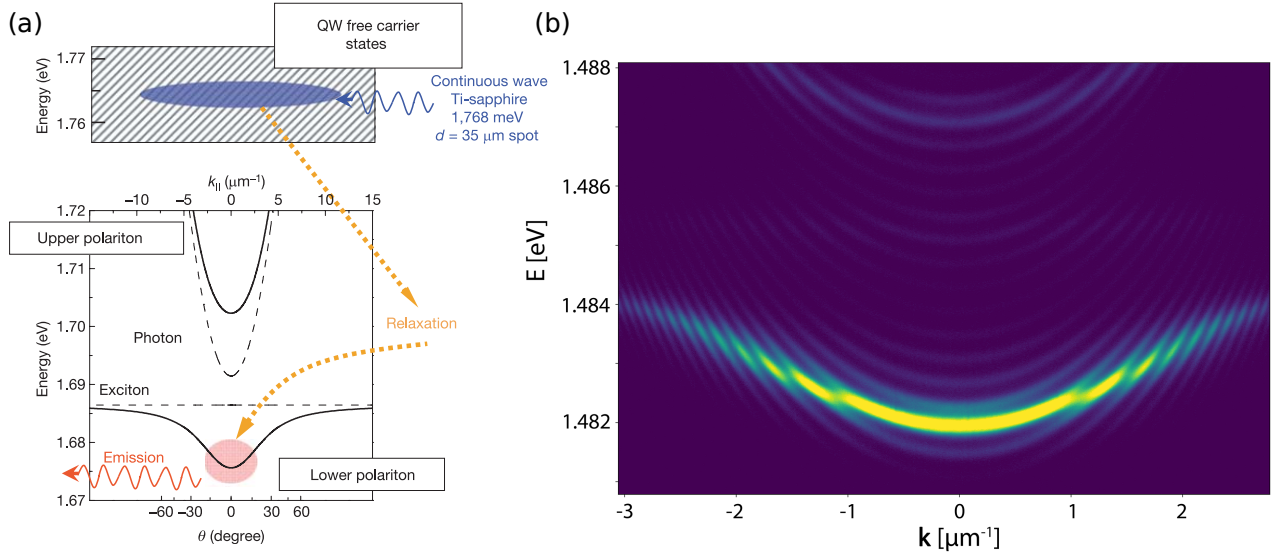 (a)
QW free carrier
states
Energy (eV)
1.77
1.76
Continuous wave
Ti-sapphire
1,768 meV
d = 35 μm spot
k|| (μm⁻¹)
−10 −5 0 5 10 15
1.72
1.71
1.70
1.69
1.68
1.67
Energy (eV)
Upper polariton
Photon
Relaxation
Exciton
Emission
Lower polariton
−60 −30 0 30 60
θ (degree)
(b)
1.488
1.486
1.484
1.482
E [eV]
-3 -2 -1 0 1 2
k [μm⁻¹]